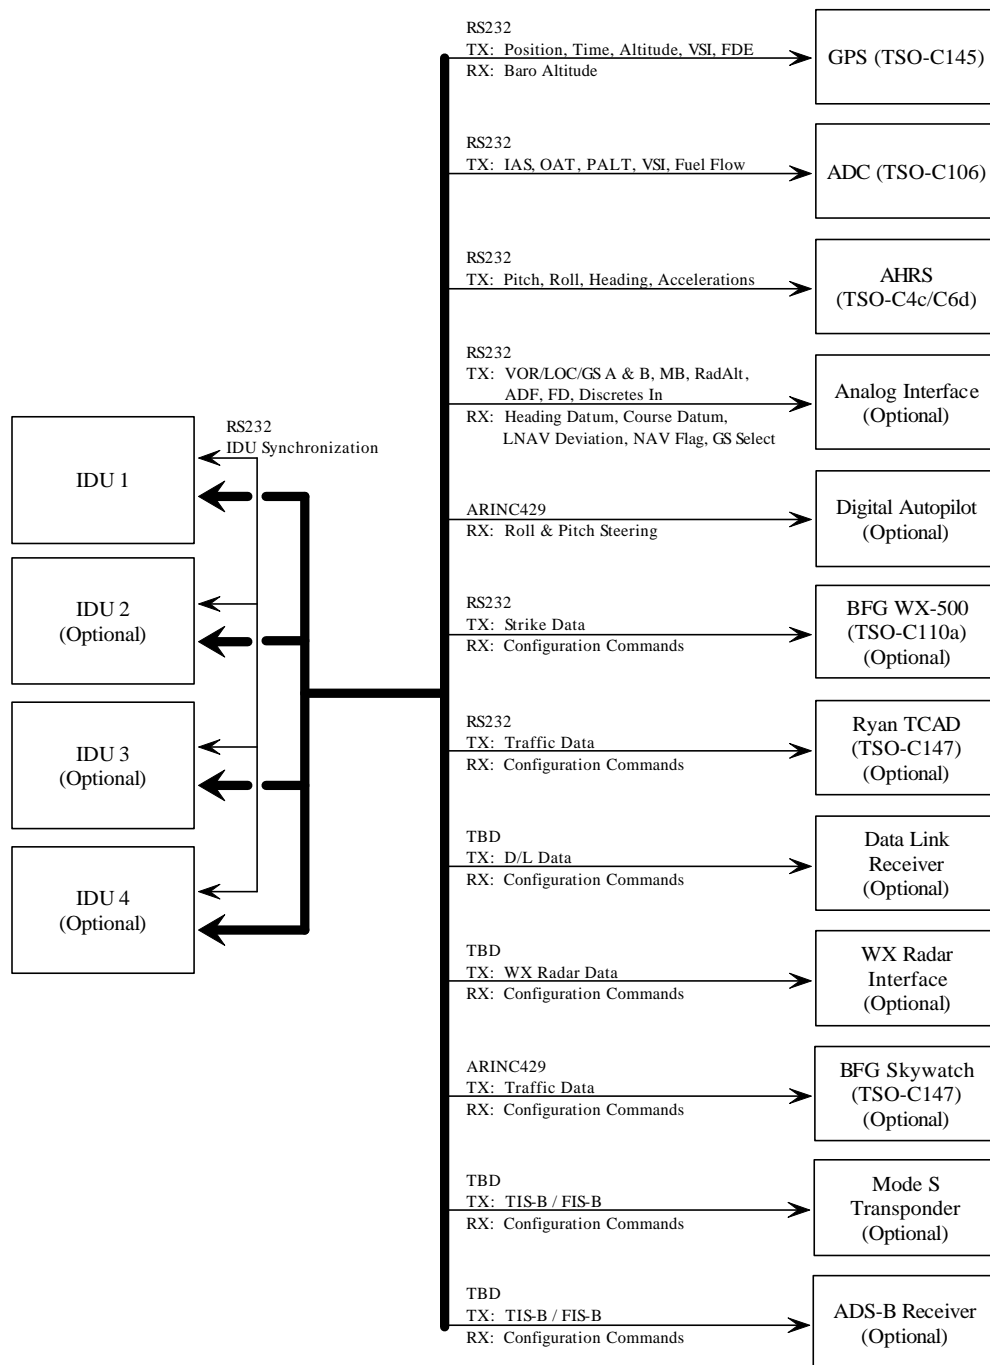 RS232
TX: Position, Time, Altitude, VSI, FDE
RX: Baro Altitude
GPS (TSO-C145)
RS232
TX: IAS, OAT, PALT, VSI, Fuel Flow
ADC (TSO-C106)
RS232
TX: Pitch, Roll, Heading, Accelerations
AHRS
(TSO-C4c/C6d)
RS232
TX: VOR/LOC/GS A & B, MB, RadAlt,
ADF, FD, Discretes In
RX: Heading Datum, Course Datum,
LNAV Deviation, NAV Flag, GS Select
Analog Interface
(Optional)
RS232
IDU Synchronization
IDU 1
IDU 2
(Optional)
IDU 3
(Optional)
IDU 4
(Optional)
ARINC429
RX: Roll & Pitch Steering
Digital Autopilot
(Optional)
RS232
TX: Strike Data
RX: Configuration Commands
BFG WX-500
(TSO-C110a)
(Optional)
RS232
TX: Traffic Data
RX: Configuration Commands
Ryan TCAD
(TSO-C147)
(Optional)
TBD
TX: D/L Data
RX: Configuration Commands
Data Link
Receiver
(Optional)
TBD
TX: WX Radar Data
RX: Configuration Commands
WX Radar
Interface
(Optional)
ARINC429
TX: Traffic Data
RX: Configuration Commands
BFG Skywatch
(TSO-C147)
(Optional)
TBD
TX: TIS-B / FIS-B
RX: Configuration Commands
Mode S
Transponder
(Optional)
TBD
TX: TIS-B / FIS-B
RX: Configuration Commands
ADS-B Receiver
(Optional)